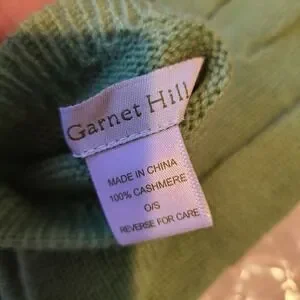 Garnet Hill
MADE IN CHINA
100% CASHMERE
O/S
REVERSE FOR CARE